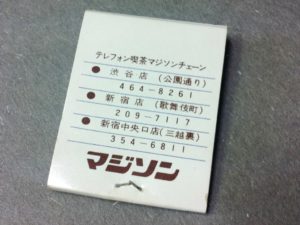 テレフォン喫茶マジソンチェーン
● 渋谷店 (公園通り)
464-8261
● 新宿店 (歌舞伎町)
209-7117
● 新宿中央口店(三越裏)
354-6811
マジソン